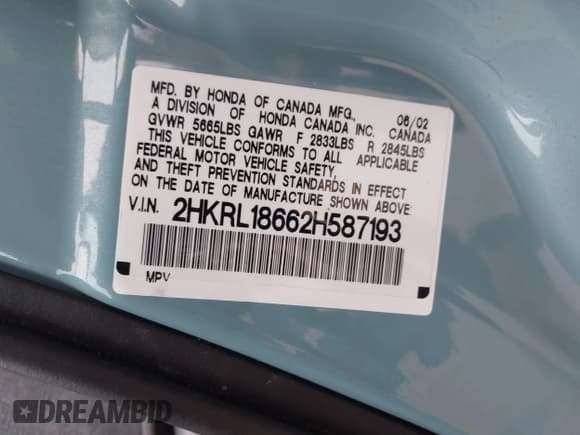 MFD. BY HONDA OF CANADA MFG., 06/02
A DIVISION OF HONDA CANADA INC. CANADA
GVWR 5665LBS GAWR F 2833LBS R 2845LBS
THIS VEHICLE CONFORMS TO ALL APPLICABLE
FEDERAL MOTOR VEHICLE SAFETY,
AND THEFT PREVENTION STANDARDS IN EFFECT
ON THE DATE OF MANUFACTURE SHOWN ABOVE.
V.I.N. 2HKRL18662H587193
MPV
DREAMBID